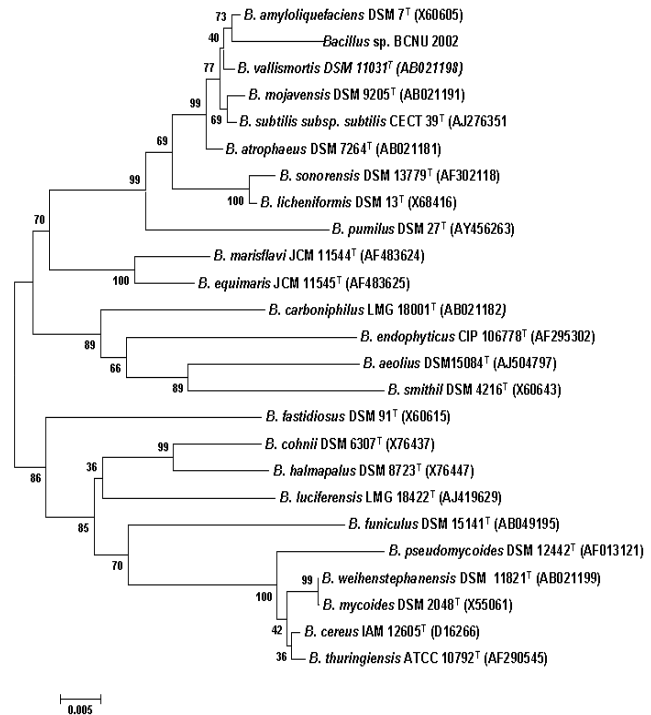 B. amyloliquefaciens DSM 7T (X60605)
73
Bacillus sp. BCNU 2002
40
B. vallismortis DSM 11031T (AB021198)
77
B. mojavensis DSM 9205T (AB021191)
99
69
B. subtilis subsp. subtilis CECT 39T (AJ276351
69
B. atrophaeus DSM 7264T (AB021181)
99
B. sonorensis DSM 13779T (AF302118)
100
B. licheniformis DSM 13T (X68416)
70
B. pumilus DSM 27T (AY456263)
B. marisflavi JCM 11544T (AF483624)
100
B. equimaris JCM 11545T (AF483625)
B. carboniphilus LMG 18001T (AB021182)
89
B. endophyticus CIP 106778T (AF295302)
66
B. aeolius DSM15084T (AJ504797)
89
B. smithil DSM 4216T (X60643)
B. fastidiosus DSM 91T (X60615)
86
B. cohnii DSM 6307T (X76437)
99
36
B. halmapalus DSM 8723T (X76447)
B. luciferensis LMG 18422T (AJ419629)
85
B. funiculus DSM 15141T (AB049195)
70
B. pseudomycoides DSM 12442T (AF013121)
100
B. weihenstephanensis DSM 11821T (AB021199)
99
B. mycoides DSM 2048T (X55061)
42
B. cereus IAM 12605T (D16266)
36
B. thuringiensis ATCC 10792T (AF290545)
0.005